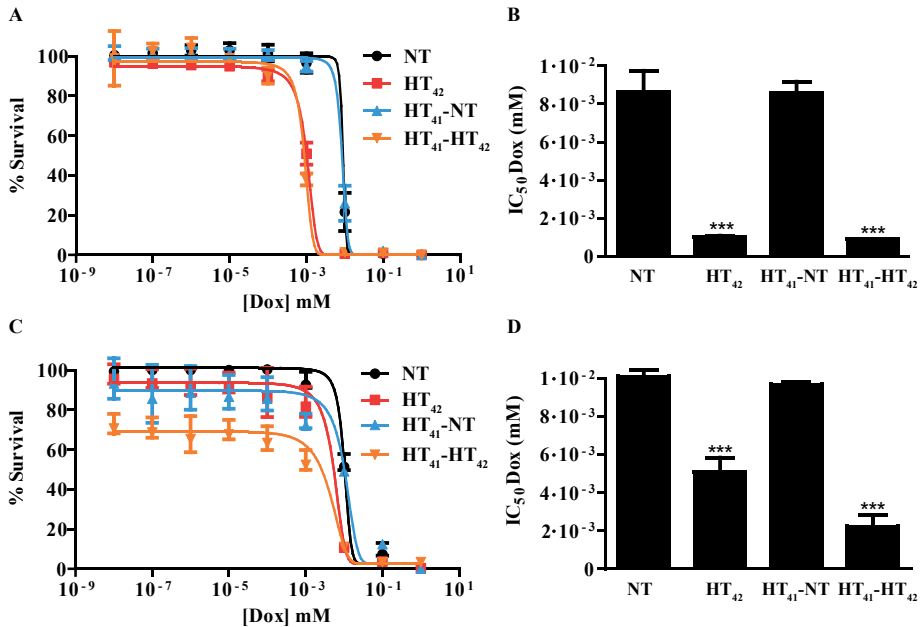 A
% Survival
100
80
60
40
20
0
10⁻⁹ 10⁻⁷ 10⁻⁵ 10⁻³ 10⁻¹ 10¹
[Dox] mM
NT
HT₄₂
HT₄₁-NT
HT₄₁-HT₄₂
B
IC₅₀ Dox (mM)
1·10⁻²
8·10⁻³
6·10⁻³
4·10⁻³
2·10⁻³
0
***
***
NT HT₄₂ HT₄₁-NT HT₄₁-HT₄₂
C
% Survival
100
80
60
40
20
0
10⁻⁹ 10⁻⁷ 10⁻⁵ 10⁻³ 10⁻¹ 10¹
[Dox] mM
NT
HT₄₂
HT₄₁-NT
HT₄₁-HT₄₂
D
IC₅₀ Dox (mM)
1·10⁻²
8·10⁻³
6·10⁻³
4·10⁻³
2·10⁻³
0
***
***
NT HT₄₂ HT₄₁-NT HT₄₁-HT₄₂